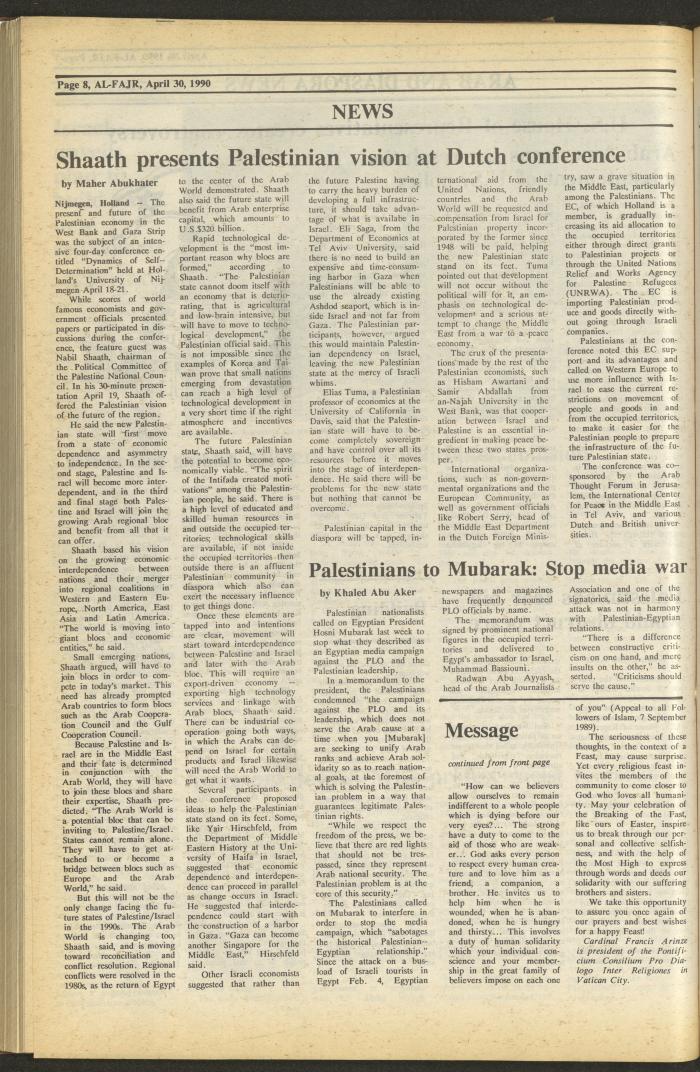 Page 8, AL-FAJR, April 30, 1990
NEWS
Shaath presents Palestinian vision at Dutch conference
by Maher Abukhater
Nijmegen, Holland -- The
present and future of the
Palestinian economy in the
West Bank and Gaza Strip
was the subject of an inten-
sive four-day conference en-
titled "Dynamics of Self--
Determination" held at Hol-
land's University of Nij-
megen April 18-21.
While scores of world
famous economists and gov-
ernment officials presented
papers or participated in dis-
cussions during the confer-
ence, the feature guest was
Nabil Shaath, chairman of
the Political Committee of
the Palestine National Coun-
cil. In his 30-minute presen-
tation April 19, Shaath of-
fered the Palestinian vision
of the future of the region.
He said the new Palestin-
ian state will first move
from a state of economic
dependence and asymmetry
to independence. In the sec-
ond stage, Palestine and Is-
rael will become more inter-
dependent, and in the third
and final stage both Pales-
tine and Israel will join the
growing Arab regional bloc
and benefit from all that it
can offer.
Shaath based his vision
on the growing economic
interdependence between
nations and their merger
into regional coalitions in
Western and Eastern Eu-
rope, North America, East
Asia and Latin America.
"The world is moving into
giant blocs and economic
entities," he said.
Small emerging nations,
Shaath argued, will have to
join blocs in order to com-
pete in today's market. This
need has already prompted
Arab countries to form blocs
such as the Arab Coopera-
tion Council and the Gulf
Cooperation Council.
Because Palestine and Is-
rael are in the Middle East
and their fate is determined
in conjunction with the
Arab World, they will have
to join these blocs and share
their expertise, Shaath pre-
dicted. "The Arab World is
a potential bloc that can be
inviting to Palestine/Israel.
States cannot remain alone.
They will have to get at-
tached to or become a
bridge between blocs such as
Europe and the Arab
World," he said.
But this will not be the
only change facing the fu-
ture states of Palestine/Israel
in the 1990s. The Arab
World is changing too,
Shaath said, and is moving
toward reconciliation and
conflict resolution. Regional
conflicts were resolved in the
1980s, as the return of Egypt
to the center of the Arab
World demonstrated. Shaath
also said the future state will
benefit from Arab enterprise
capital, which amounts to
U.S.$320 billion.
Rapid technological de-
velopment is the "most im-
portant reason why blocs are
formed," according to
Shaath. "The Palestinian
state cannot doom itself with
an economy that is deterio-
rating, that is agricultural
and low-brain intensive, but
will have to move to techno-
logical development," the
Palestinian official said. This
is not impossible since the
examples of Korea and Tai-
wan prove that small nations
emerging from devastation
can reach a high level of
technological development in
a very short time if the right
atmosphere and incentives
are available.
The future Palestinian
state, Shaath said, will have
the potential to become eco-
nomically viable. "The spirit
of the Intifada created moti-
vations" among the Palestin-
ian people, he said. There is
a high level of educated and
skilled human resources in
and outside the occupied ter-
ritories; technological skills
are available, if not inside
the occupied territories then
outside there is an affluent
Palestinian community in
diaspora which also can
exert the necessary influence
to get things done.
Once these elements are
tapped into and intentions
are clear, movement will
start toward interdependence
between Palestine and Israel
and later with the Arab
bloc. This will require an
export-driven economy --
exporting high technology
services and linkage with
Arab blocs, Shaath said.
There can be industrial co-
operation going both ways,
in which the Arabs can de-
pend on Israel for certain
products and Israel likewise
will need the Arab World to
get what it wants.
Several participants in
the conference proposed
ideas to help the Palestinian
state stand on its feet. Some,
like Yair Hirschfeld, from
the Department of Middle
Eastern History at the Uni-
versity of Haifa in Israel,
suggested that economic
dependence and interdepen-
dence can proceed in parallel
as change occurs in Israel.
He suggested that interde-
pendence could start with
the construction of a harbor
in Gaza. "Gaza can become
another Singapore for the
Middle East," Hirschfeld
said.
Other Israeli economists
suggested that rather than
the future Palestine having
to carry the heavy burden of
developing a full infrastruc-
ture, it should take advan-
tage of what is availabe in
Israel. Eli Saga, from the
Department of Economics at
Tel Aviv University, said
there is no need to build an
expensive and time-consum-
ing harbor in Gaza when
Palestinians will be able to
use the already existing
Ashdod seaport, which is in-
side Israel and not far from
Gaza. The Palestinian par-
ticipants, however, argued
this would maintain Palestin-
ian dependency on Israel,
leaving the new Palestinian
state at the mercy of Israeli
whims.
Elias Tuma, a Palestinian
professor of economics at the
University of California in
Davis, said that the Palestin-
ian state will have to be-
come completely sovereign
and have control over all its
resources before it moves
into the stage of interdepen-
dence. He said there will be
problems for the new state
but nothing that cannot be
overcome.
Palestinian capital in the
diaspora will be tapped, in-
ternational aid from the
United Nations, friendly
countries and the Arab
World will be requested and
compensation from Israel for
Palestinian property incor-
porated by the former since
1948 will be paid, helping
the new Palestinian state
stand on its feet. Tuma
pointed out that development
will not occur without the
political will for it, an em-
phasis on technological de-
velopment and a serious at-
tempt to change the Middle
East from a war to a peace
economy.
The crux of the presenta-
tions made by the rest of the
Palestinian economists, such
as Hisham Awartani and
Samir Abdallah from
an-Najah University in the
West Bank, was that cooper-
ation between Israel and
Palestine is an essential in-
gredient in making peace be-
tween these two states pros-
per.
International organiza-
tions, such as non-govern-
mental organizations and the
European Community, as
well as government officials
like Robert Serry, head of
the Middle East Department
in the Dutch Foreign Minis-
try, saw a grave situation in
the Middle East, particularly
among the Palestinians. The
EC, of which Holland is a
member, is gradually in-
creasing its aid allocation to
the occupied territories
either through direct grants
to Palestinian projects or
through the United Nations
Relief and Works Agency
for Palestine Refugees
(UNRWA). The EC is
importing Palestinian prod-
uce and goods directly with-
out going through Israeli
companies.
Palestinians at the con-
ference noted this EC sup-
port and its advantages and
called on Western Europe to
use more influence with Is-
rael to ease the current re-
strictions on movement of
people and goods in and
from the occupied territories,
to make it easier for the
Palestinian people to prepare
the infrastructure of the fu-
ture Palestinian state.
The conference was co-
sponsored by the Arab
Thought Forum in Jerusa-
lem, the International Center
for Peace in the Middle East
in Tel Aviv, and various
Dutch and British univer-
sities.
Palestinians to Mubarak: Stop media war
by Khaled Abu Aker
Palestinian nationalists
called on Egyptian President
Hosni Mubarak last week to
stop what they described as
an Egyptian media campaign
against the PLO and the
Palestinian leadership.
In a memorandum to the
president, the Palestinians
condemned "the campaign
against the PLO and its
leadership, which does not
serve the Arab cause at a
time when you [Mubarak]
are seeking to unify Arab
ranks and achieve Arab sol-
idarity so as to reach nation-
al goals, at the foremost of
which is solving the Palestin-
ian problem in a way that
guarantees legitimate Pales-
tinian rights.
"While we respect the
freedom of the press, we be-
lieve that there are red lights
that should not be tres-
passed, since they represent
Arab national security. The
Palestinian problem is at the
core of this security,"
The Palestinians called
on Mubarak to interfere in
order to stop the media
campaign, which "sabotages
the historical Palestinian--
Egyptian relationship."
Since the attack on a bus-
load of Israeli tourists in
Egypt Feb. 4, Egyptian
newspapers and magazines
have frequently denounced
PLO officials by name.
The memorandum was
signed by prominent national
figures in the occupied terri-
tories and delivered to
Egypt's ambassador to Israel,
Muhammad Bassiouni.
Radwan Abu Ayyash,
head of the Arab Journalists
Association and one of the
signatories, said the media
attack was not in harmony
with Palestinian-Egyptian
relations.
"There is a difference
between constructive criti-
cism on one hand, and mere
insults on the other," he as-
serted. "Criticisms should
serve the cause."
Message
continued from front page
"How can we believers
allow ourselves to remain
indifferent to a whole people
which is dying before our
very eyes?... The strong
have a duty to come to the
aid of those who are weak-
er... God asks every person
to respect every human crea-
ture and to love him as a
friend, a companion, a
brother. He invites us to
help him when he is
wounded, when he is aban-
doned, when he is hungry
and thirsty... This involves
a duty of human solidarity
which your individual con-
science and your member-
ship in the great family of
believers impose on each one
of you" (Appeal to all Fol-
lowers of Islam, 7 September
1989).
The seriousness of these
thoughts, in the context of a
Feast, may cause surprise.
Yet every religious feast in-
vites the members of the
community to come closer to
God who loves all humani-
ty. May your celebration of
the Breaking of the Fast,
like ours of Easter, inspire
us to break through our per-
sonal and collective selfish-
ness, and with the help of
the Most High to express
through words and deeds our
solidarity with our suffering
brothers and sisters.
We take this opportunity
to assure you once again of
our prayers and best wishes
for a happy Feast!
Cardinal Francis Arinze
is president of the Pontifi-
cium Consilium Pro Dia-
logo Inter Religiones in
Vatican City.